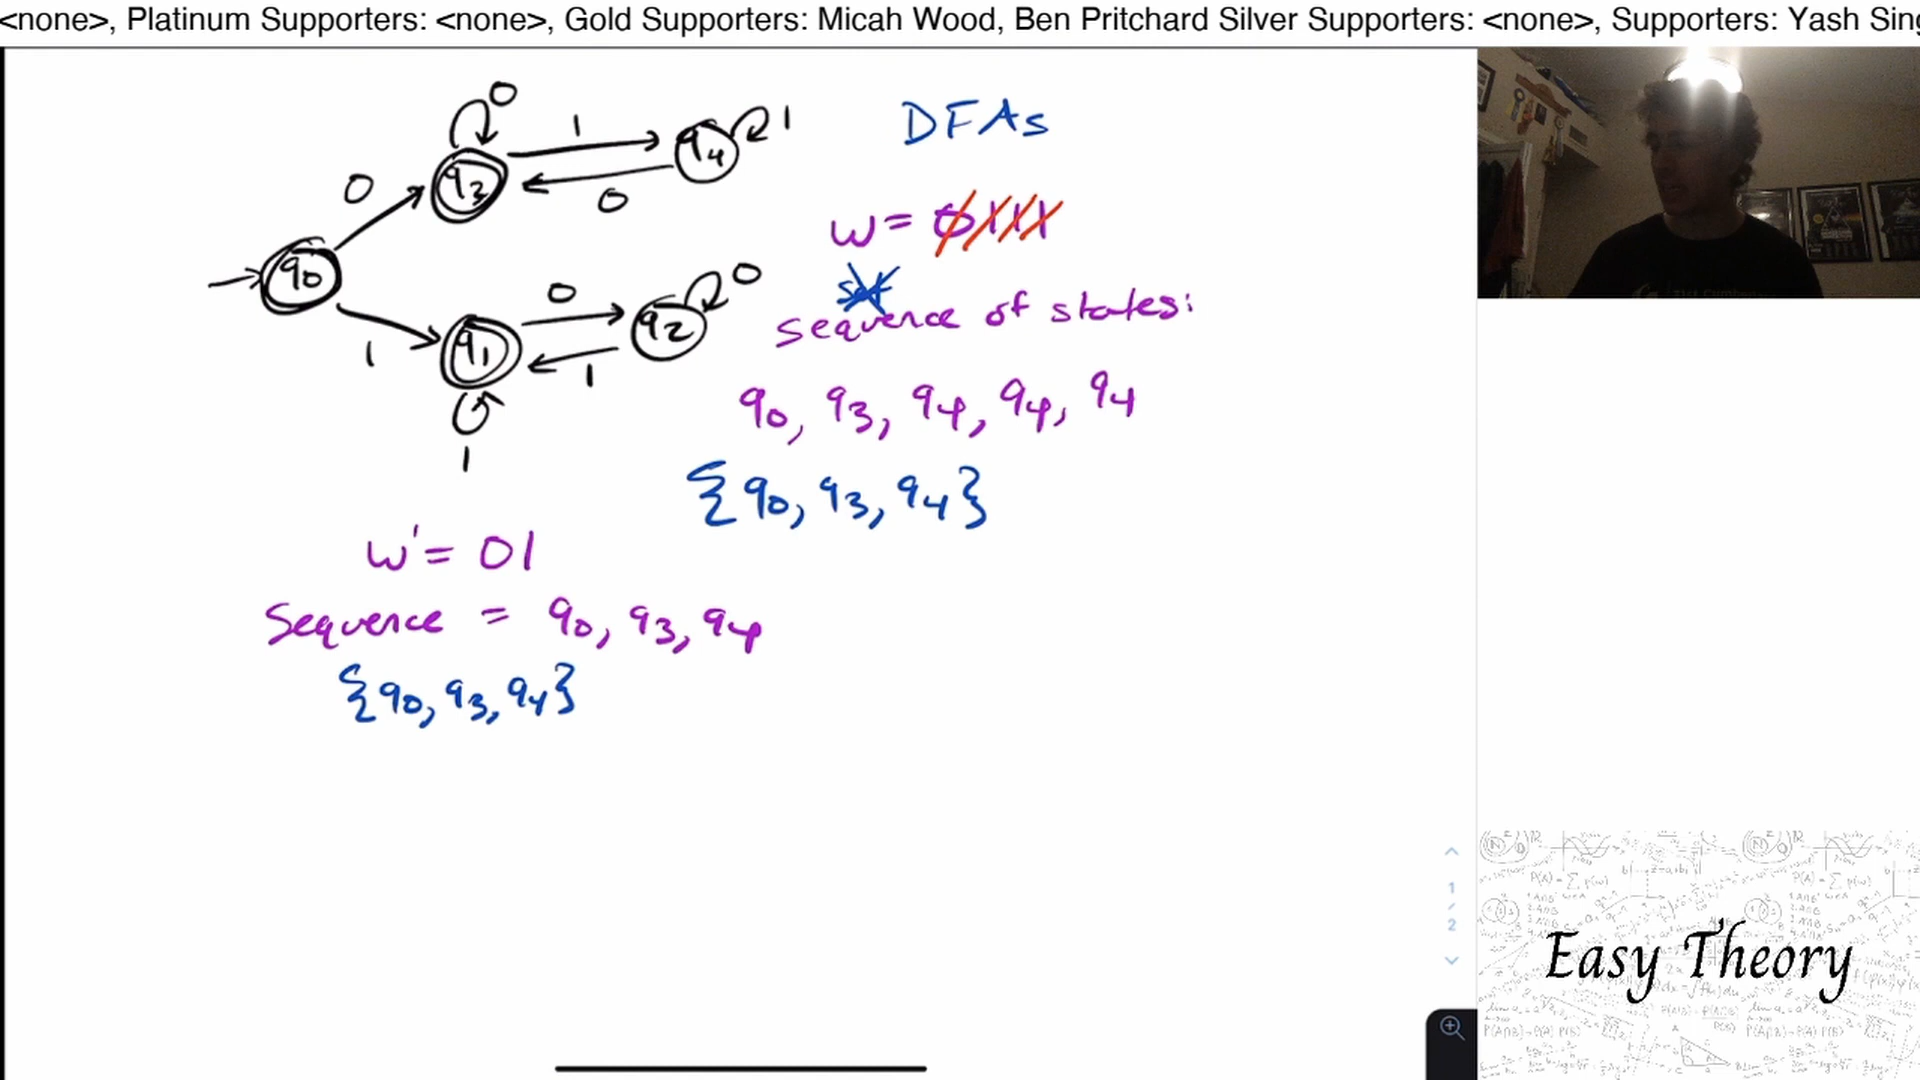 <none>, Platinum Supporters: <none>, Gold Supporters: Micah Wood, Ben Pritchard Silver Supporters: <none>, Supporters: Yash Sing
DFAs
0
1
1
q3
q4
0
0
w = 0111
q0
0
0
sequence of states:
q1
q2
1
1
q0, q3, q4, q4, q4
1
{q0, q3, q4}
w' = 01
Sequence = q0, q3, q4
{q0, q3, q4}
1
2
Easy Theory